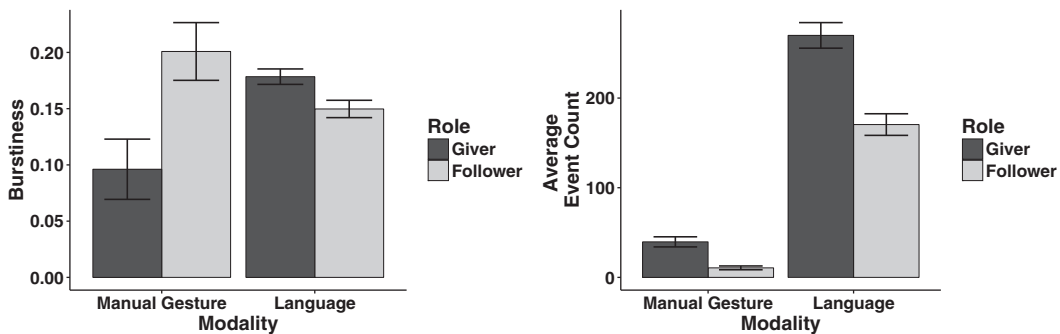 Burstiness
0.20
0.15
0.10
0.05
0.00
Manual Gesture
Language
Modality
Role
Giver
Follower
Average
Event Count
200
100
0
Manual Gesture
Language
Modality
Role
Giver
Follower